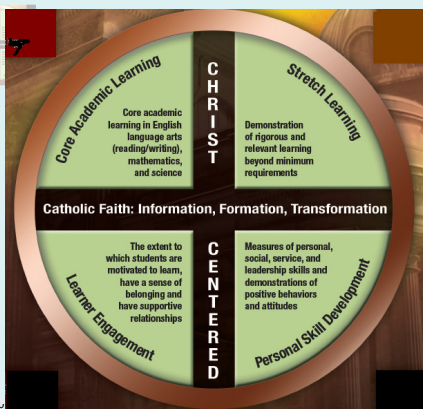 Core Academic Learning
Core academic
learning in English
language arts
(reading/writing),
mathematics,
and science
CHRIST
Stretch Learning
Demonstration
of rigorous and
relevant learning
beyond minimum
requirements
Catholic Faith: Information, Formation, Transformation
The extent to
which students are
motivated to learn,
have a sense of
belonging and
have supportive
relationships
Learner Engagement
CENTERED
Measures of personal,
social, service, and
leadership skills and
demonstrations of
positive behaviors
and attitudes
Personal Skill Development